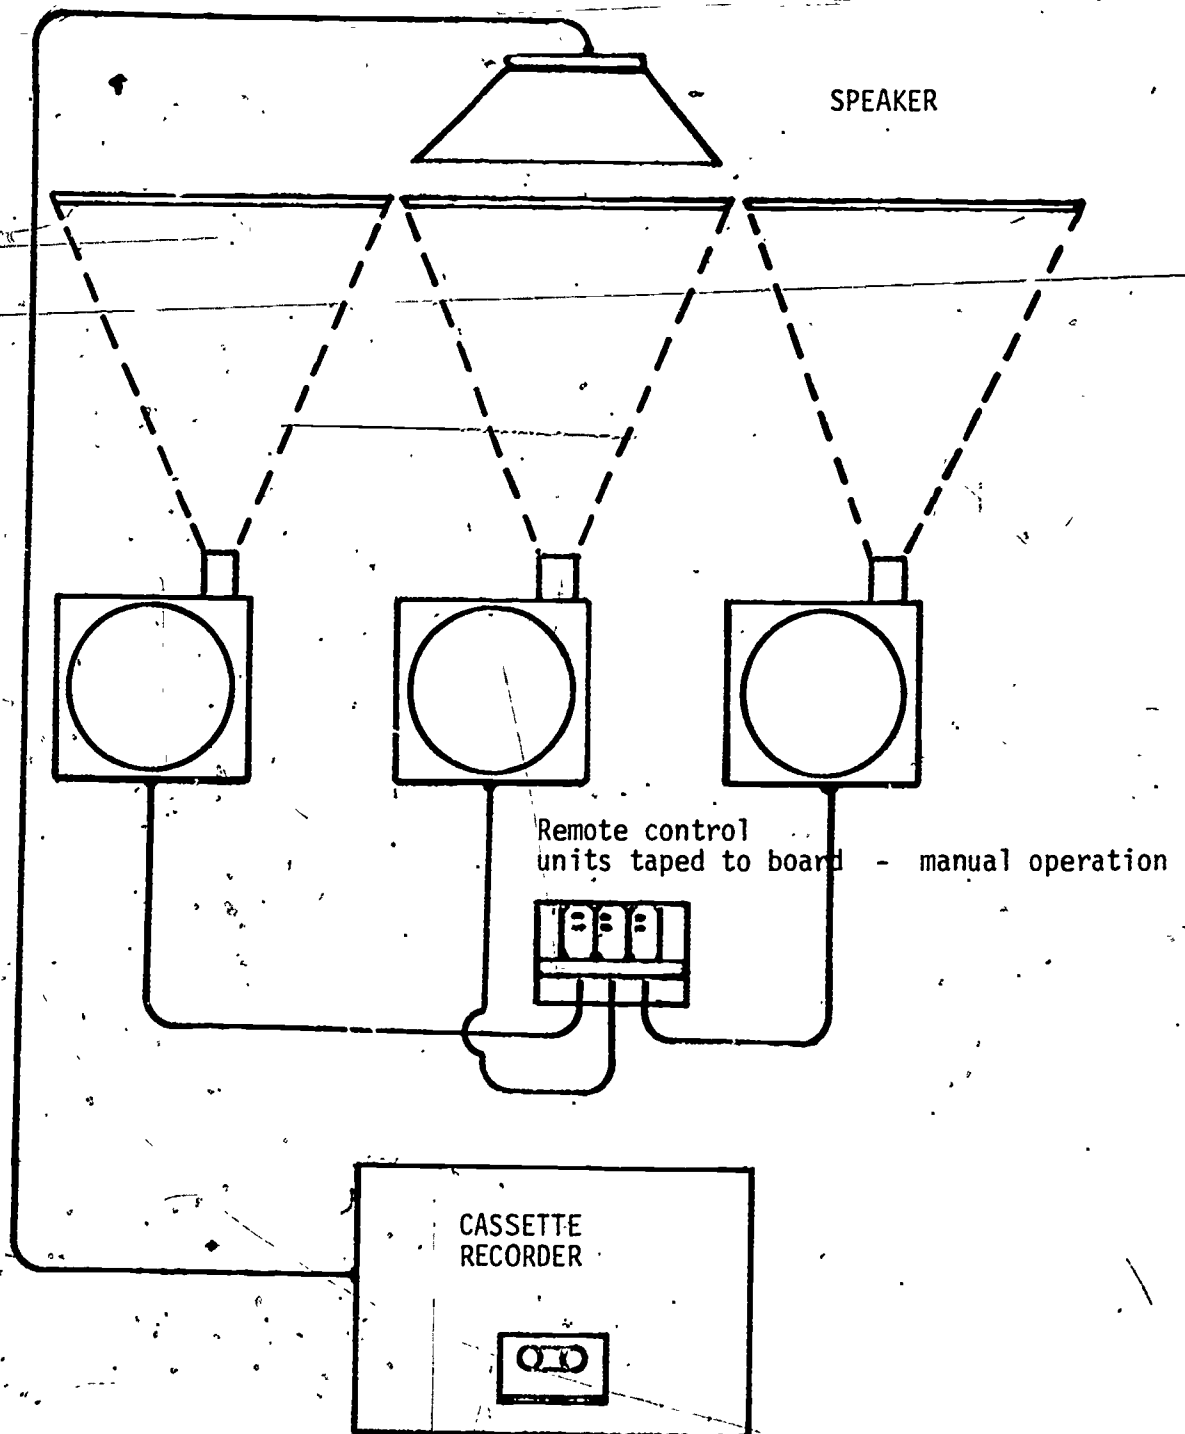 SPEAKER
Remote control
units taped to board - manual operation
CASSETTE
RECORDER